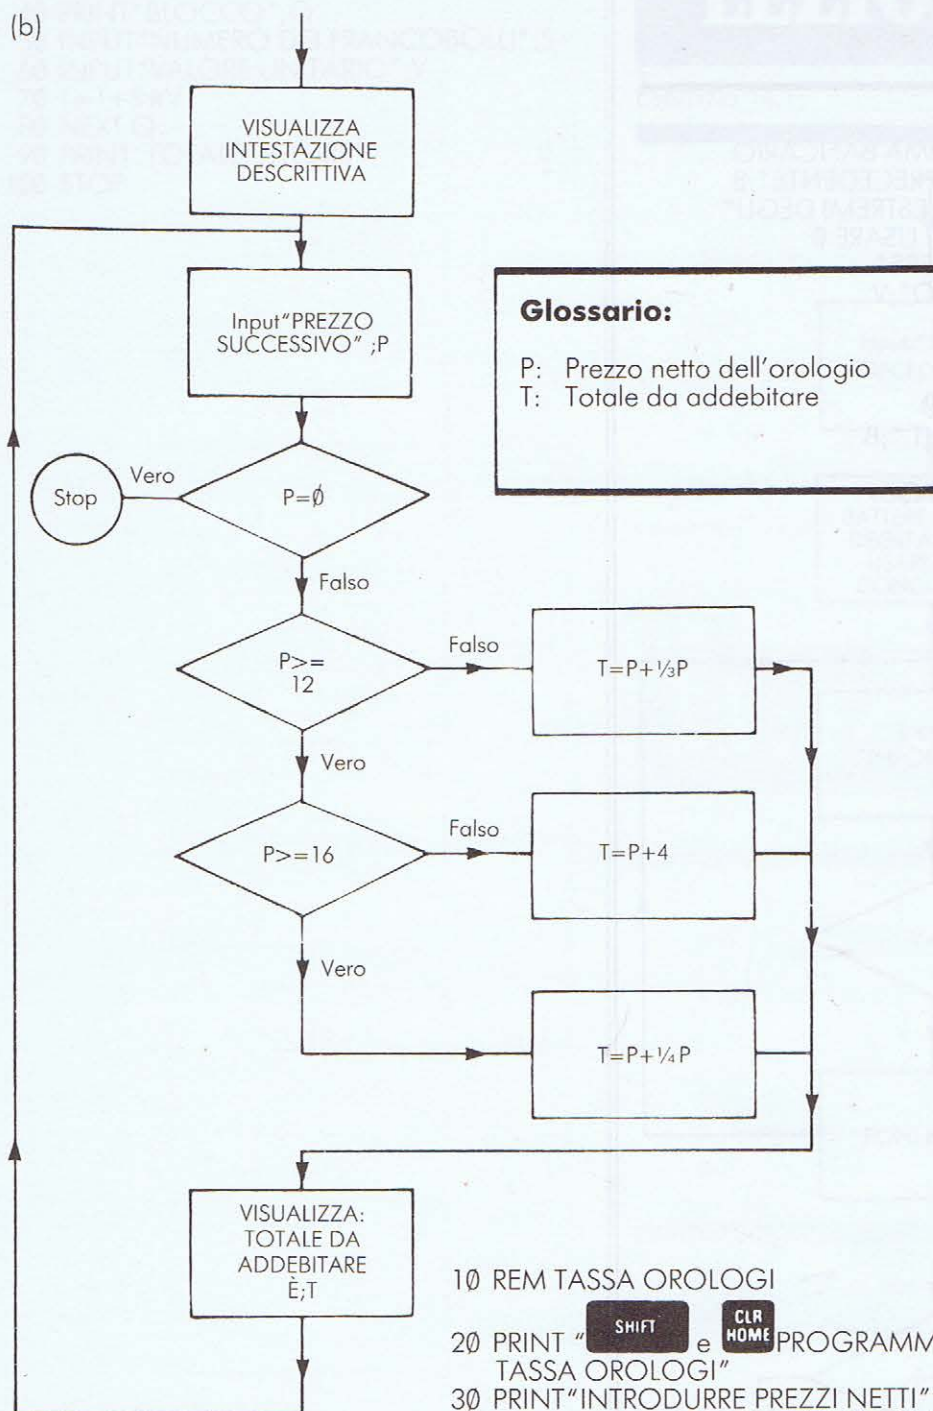 (b)
VISUALIZZA
INTESTAZIONE
DESCRITTIVA
Input“PREZZO
SUCCESSIVO” ;P
Glossario:
P: Prezzo netto dell'orologio
T: Totale da addebitare
Stop
Vero
P=Ø
Falso
P>=
12
Falso
T=P+⅓P
Vero
P>=16
Falso
T=P+4
Vero
T=P+¼P
VISUALIZZA:
TOTALE DA
ADDEBITARE
È;T
1Ø REM TASSA OROLOGI
2Ø PRINT “ SHIFT e CLR HOME PROGRAMM
TASSA OROLOGI”
3Ø PRINT“INTRODURRE PREZZI NETTI”